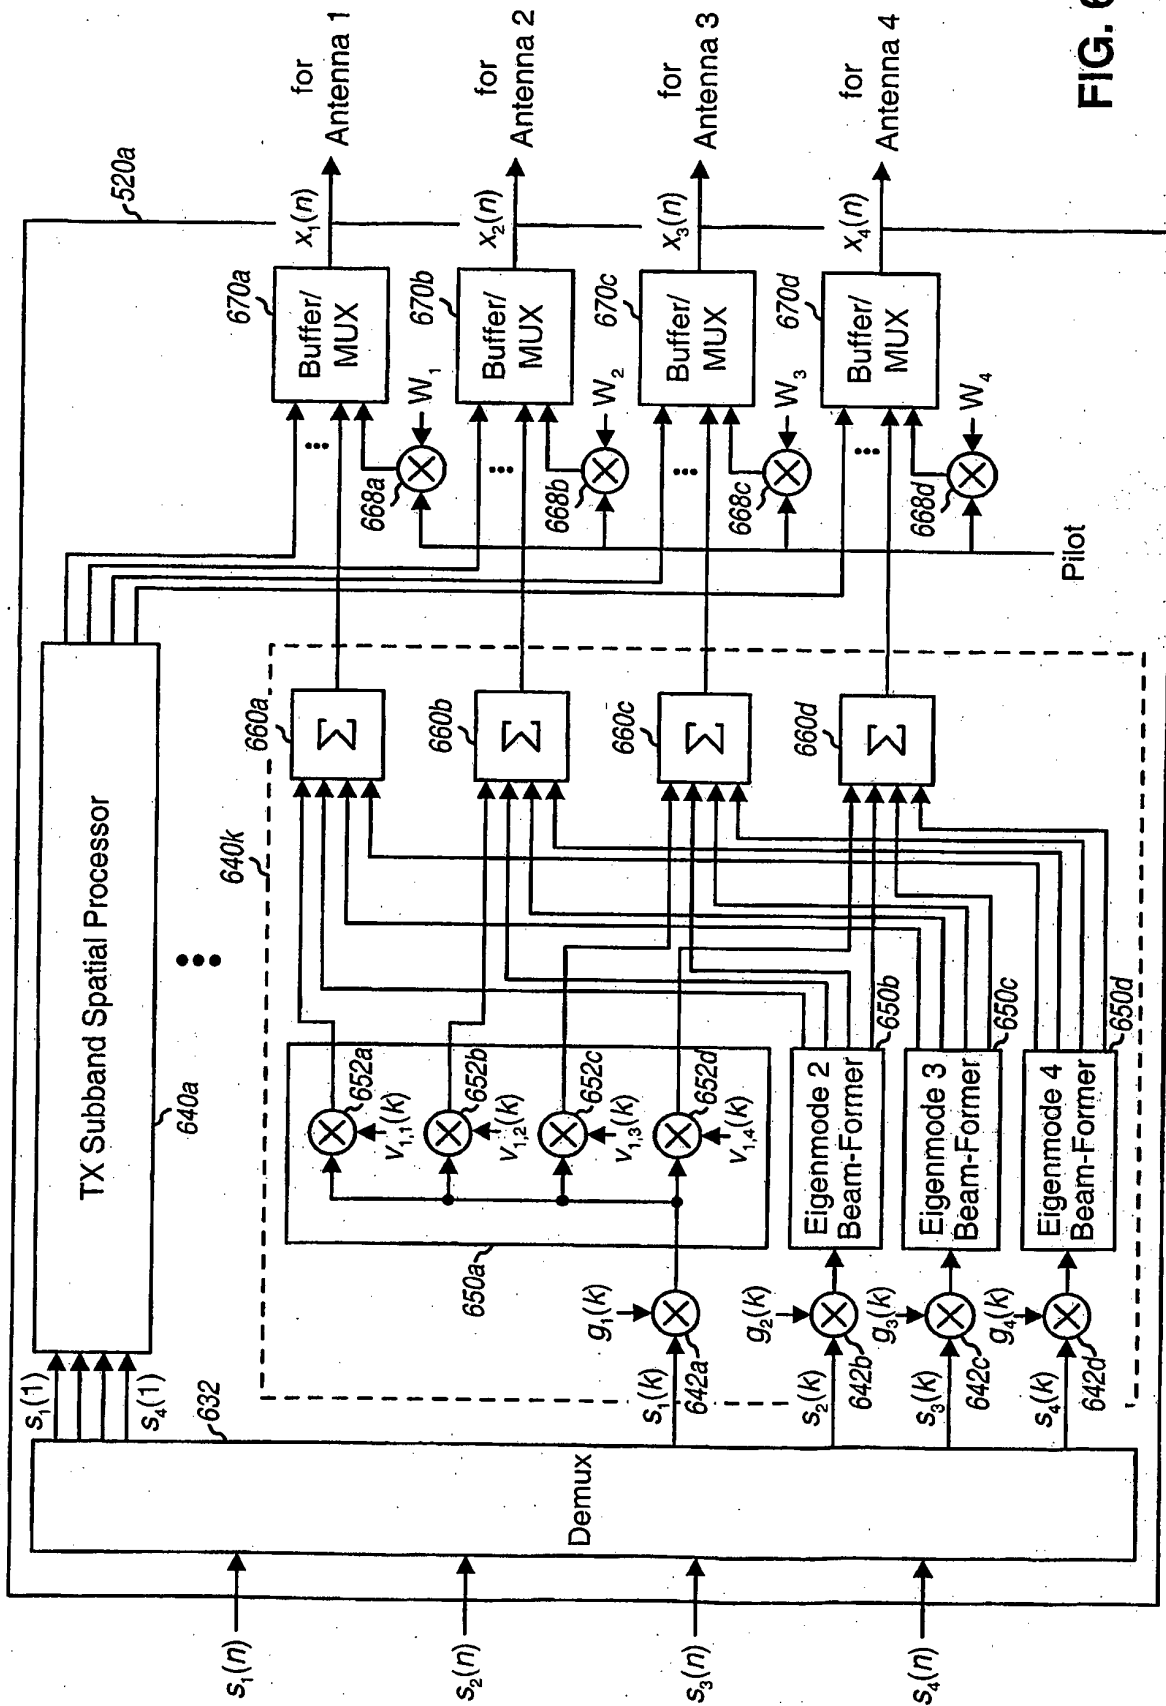 520a
TX Subband Spatial Processor
640a
s₁(1)
s₄(1)
632
Demux
s₁(n)
s₂(n)
s₃(n)
s₄(n)
640k
s₁(k)
g₁(k)
642a
650a
652a
v₁,₁(k)
652b
v₁,₂(k)
652c
v₁,₃(k)
652d
v₁,₄(k)
s₂(k)
g₂(k)
642b
Eigenmode 2
Beam-Former
650b
s₃(k)
g₃(k)
642c
Eigenmode 3
Beam-Former
650c
s₄(k)
g₄(k)
642d
Eigenmode 4
Beam-Former
650d
660a
Σ
660b
Σ
660c
Σ
660d
Σ
670a
Buffer/
MUX
668a
W₁
x₁(n)
for
Antenna 1
670b
Buffer/
MUX
668b
W₂
x₂(n)
for
Antenna 2
670c
Buffer/
MUX
668c
W₃
x₃(n)
for
Antenna 3
670d
Buffer/
MUX
668d
W₄
x₄(n)
for
Antenna 4
Pilot
FIG. 6